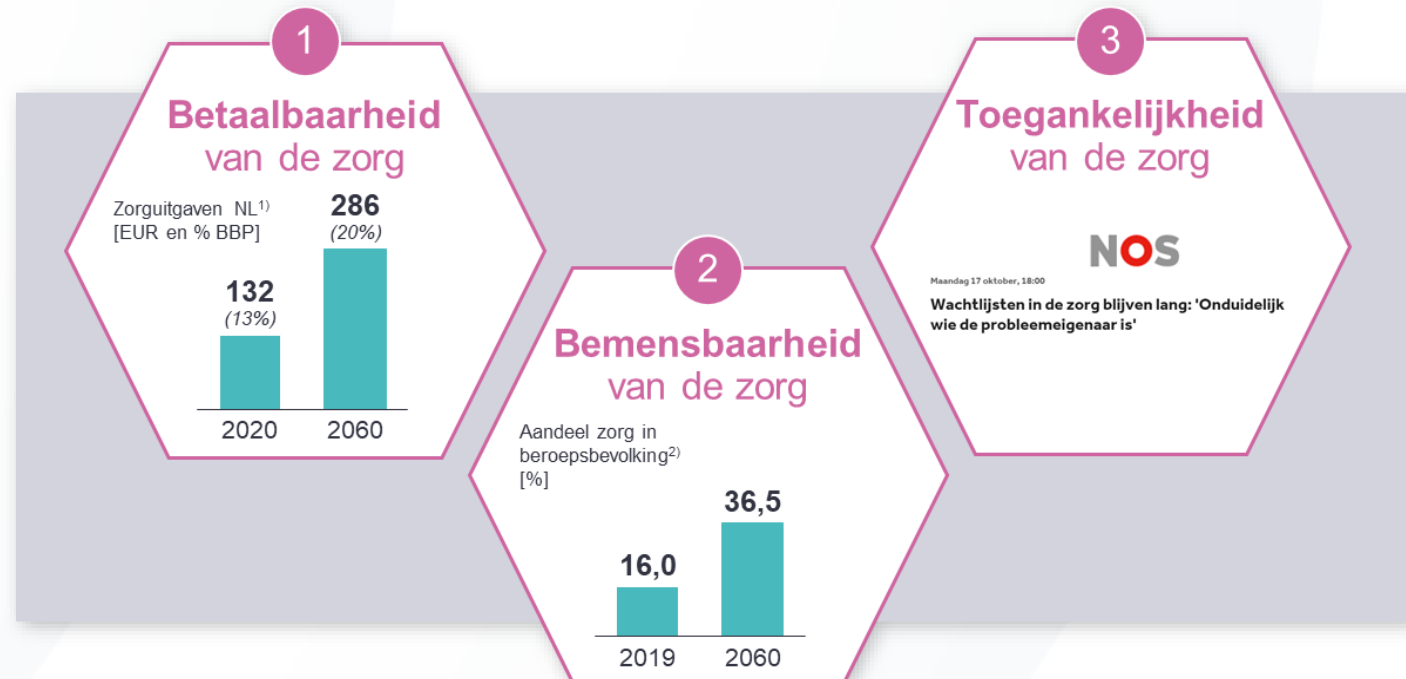 1
Betaalbaarheid
van de zorg
Zorguitgaven NL1)
[EUR en % BBP]
286
(20%)
132
(13%)
2020 2060
2
Bemensbaarheid
van de zorg
Aandeel zorg in
beroepsbevolking2)
[%]
36,5
16,0
2019 2060
3
Toegankelijkheid
van de zorg
NOS
Maandag 17 oktober, 18:00
Wachtlijsten in de zorg blijven lang: 'Onduidelijk
wie de probleemeigenaar is'